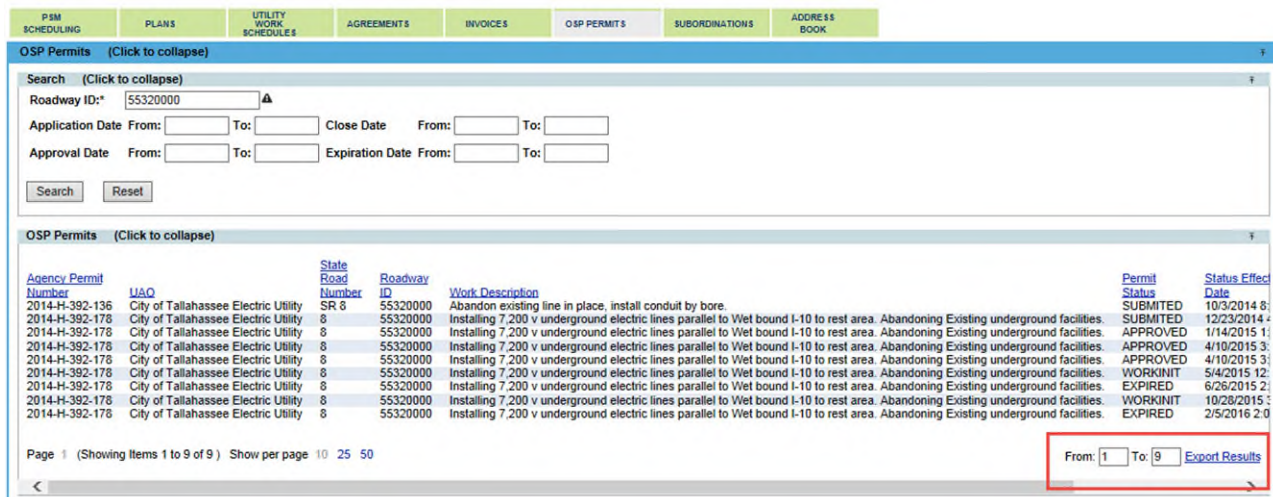 PSM SCHEDULING PLANS UTILITY WORK SCHEDULES AGREEMENTS INVOICES OSP PERMITS SUBORDINATIONS ADDRESS BOOK
OSP Permits (Click to collapse)
Search (Click to collapse)
Roadway ID:* 55320000
Application Date From: To: Close Date From: To:
Approval Date From: To: Expiration Date From: To:
Search Reset
OSP Permits (Click to collapse)
Agency Permit Number UAO State Road Number Roadway ID Work Description Permit Status Status Effect Date
2014-H-392-136 City of Tallahassee Electric Utility SR 8 55320000 Abandon existing line in place, install conduit by bore. SUBMITED 10/3/2014 8:
2014-H-392-178 City of Tallahassee Electric Utility 8 55320000 Installing 7,200 v underground electric lines parallel to Wet bound I-10 to rest area. Abandoning Existing underground facilities. SUBMITED 12/23/2014 4
2014-H-392-178 City of Tallahassee Electric Utility 8 55320000 Installing 7,200 v underground electric lines parallel to Wet bound I-10 to rest area. Abandoning Existing underground facilities. APPROVED 1/14/2015 1:
2014-H-392-178 City of Tallahassee Electric Utility 8 55320000 Installing 7,200 v underground electric lines parallel to Wet bound I-10 to rest area. Abandoning Existing underground facilities. APPROVED 4/10/2015 3:
2014-H-392-178 City of Tallahassee Electric Utility 8 55320000 Installing 7,200 v underground electric lines parallel to Wet bound I-10 to rest area. Abandoning Existing underground facilities. APPROVED 4/10/2015 3:
2014-H-392-178 City of Tallahassee Electric Utility 8 55320000 Installing 7,200 v underground electric lines parallel to Wet bound I-10 to rest area. Abandoning Existing underground facilities. WORKINIT 5/4/2015 12:
2014-H-392-178 City of Tallahassee Electric Utility 8 55320000 Installing 7,200 v underground electric lines parallel to Wet bound I-10 to rest area. Abandoning Existing underground facilities. EXPIRED 6/26/2015 2:
2014-H-392-178 City of Tallahassee Electric Utility 8 55320000 Installing 7,200 v underground electric lines parallel to Wet bound I-10 to rest area. Abandoning Existing underground facilities. WORKINIT 10/28/2015 3
2014-H-392-178 City of Tallahassee Electric Utility 8 55320000 Installing 7,200 v underground electric lines parallel to Wet bound I-10 to rest area. Abandoning Existing underground facilities. EXPIRED 2/5/2016 2:0
Page 1 (Showing Items 1 to 9 of 9 ) Show per page 10 25 50 From: 1 To: 9 Export Results